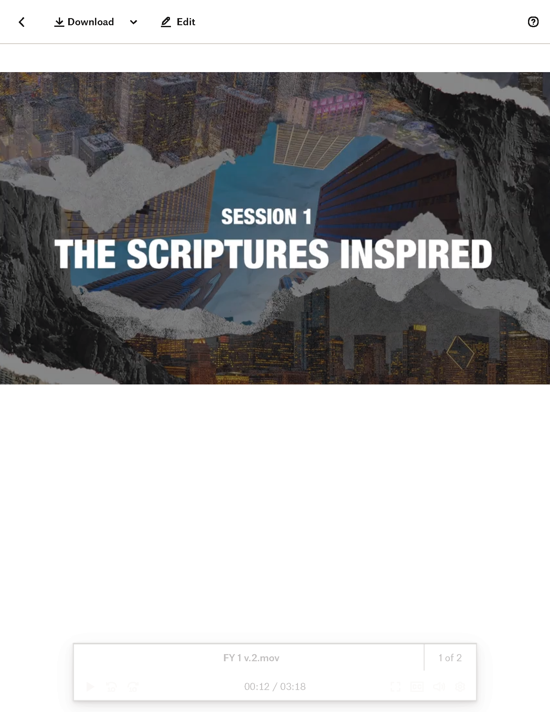 Download
Edit
SESSION 1
THE SCRIPTURES INSPIRED
FY 1 v.2.mov
1 of 2
00:12 / 03:18